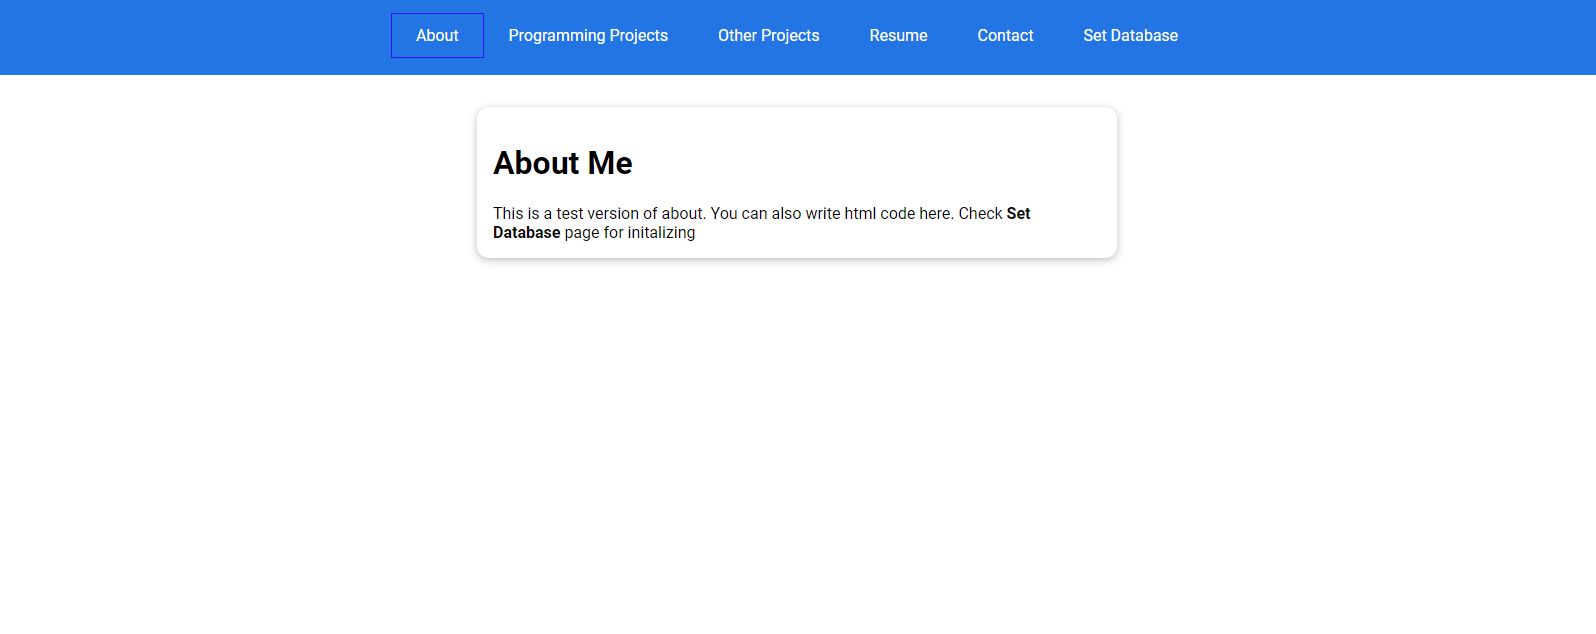 About Programming Projects Other Projects Resume Contact Set Database
About Me
This is a test version of about. You can also write html code here. Check Set
Database page for initalizing